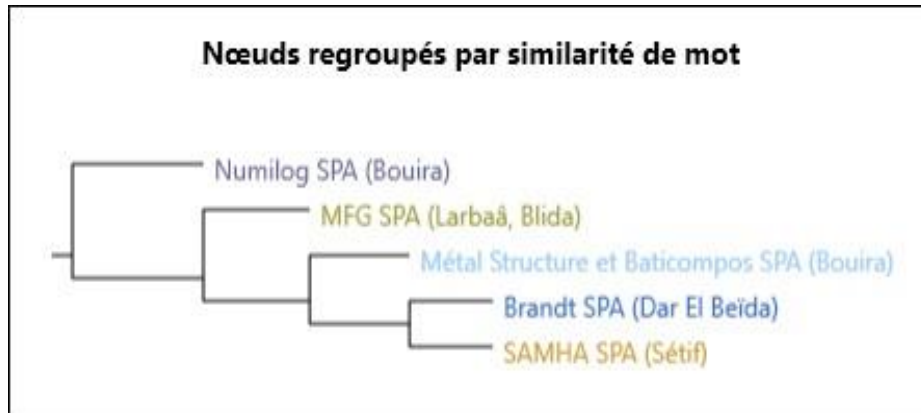 Nœuds regroupés par similarité de mot
Numilog SPA (Bouira)
MFG SPA (Larbaâ, Blida)
Métal Structure et Baticompos SPA (Bouira)
Brandt SPA (Dar El Beïda)
SAMHA SPA (Sétif)